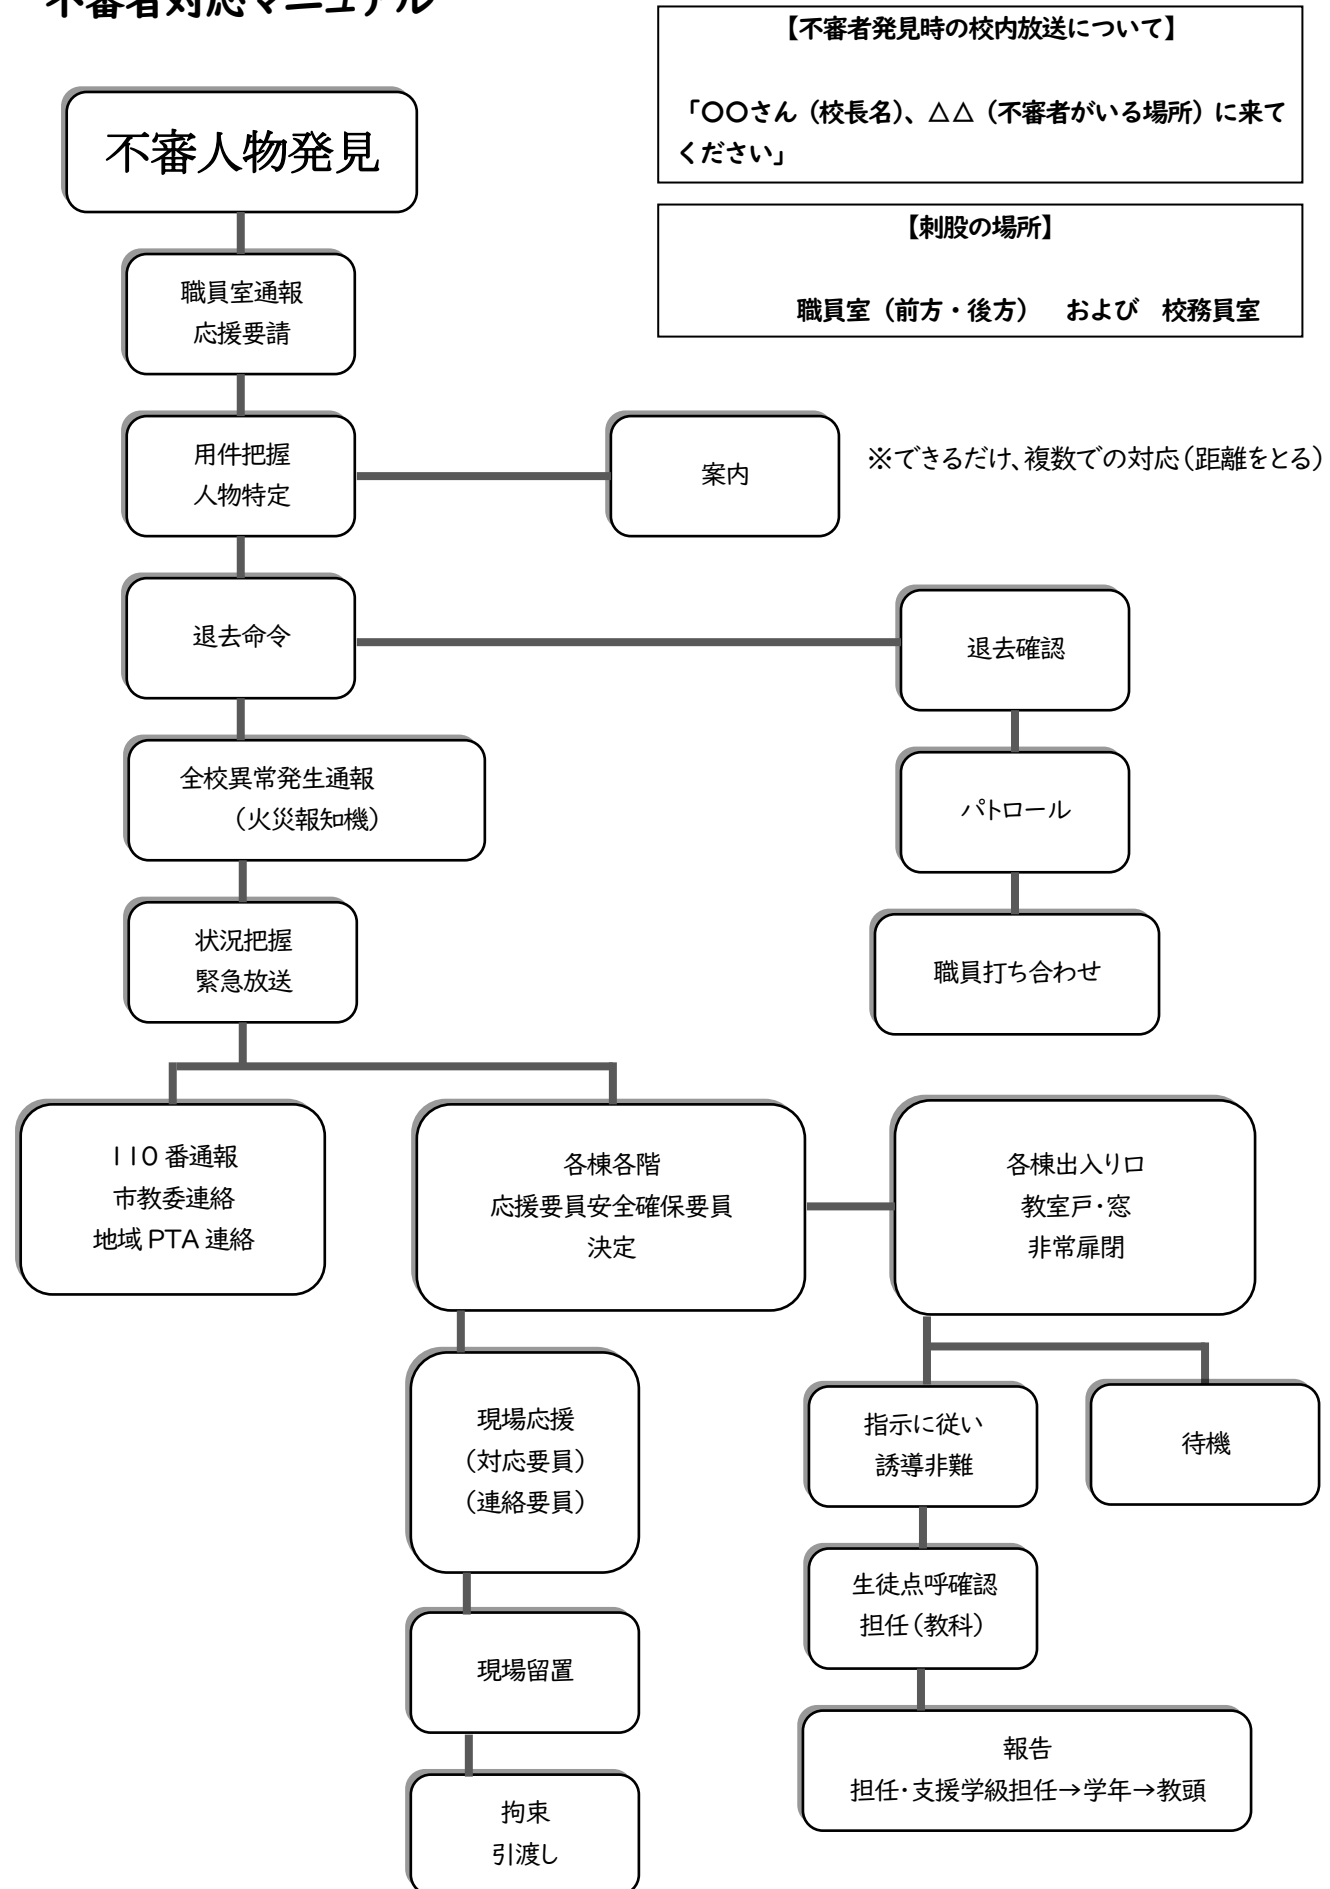 不審者対応マニュアル
【不審者発見時の校内放送について】
「〇〇さん（校長名）、△△（不審者がいる場所）に来て
ください」
【刺股の場所】
職員室（前方・後方）　および　校務員室
不審人物発見
職員室通報
応援要請
用件把握
人物特定
案内
※できるだけ、複数での対応（距離をとる）
退去命令
退去確認
全校異常発生通報
（火災報知機）
パトロール
状況把握
緊急放送
職員打ち合わせ
110番通報
市教委連絡
地域PTA連絡
各棟各階
応援要員安全確保要員
決定
各棟出入り口
教室戸・窓
非常扉閉
現場応援
（対応要員）
（連絡要員）
指示に従い
誘導非難
待機
生徒点呼確認
担任（教科）
現場留置
報告
担任・支援学級担任→学年→教頭
拘束
引渡し